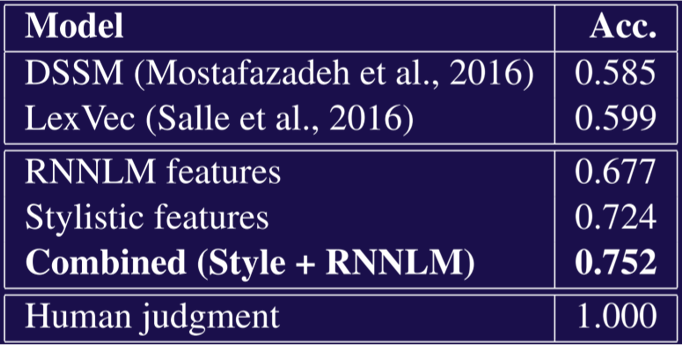 Model Acc.
DSSM (Mostafazadeh et al., 2016) 0.585
LexVec (Salle et al., 2016) 0.599
RNNLM features 0.677
Stylistic features 0.724
Combined (Style + RNNLM) 0.752
Human judgment 1.000